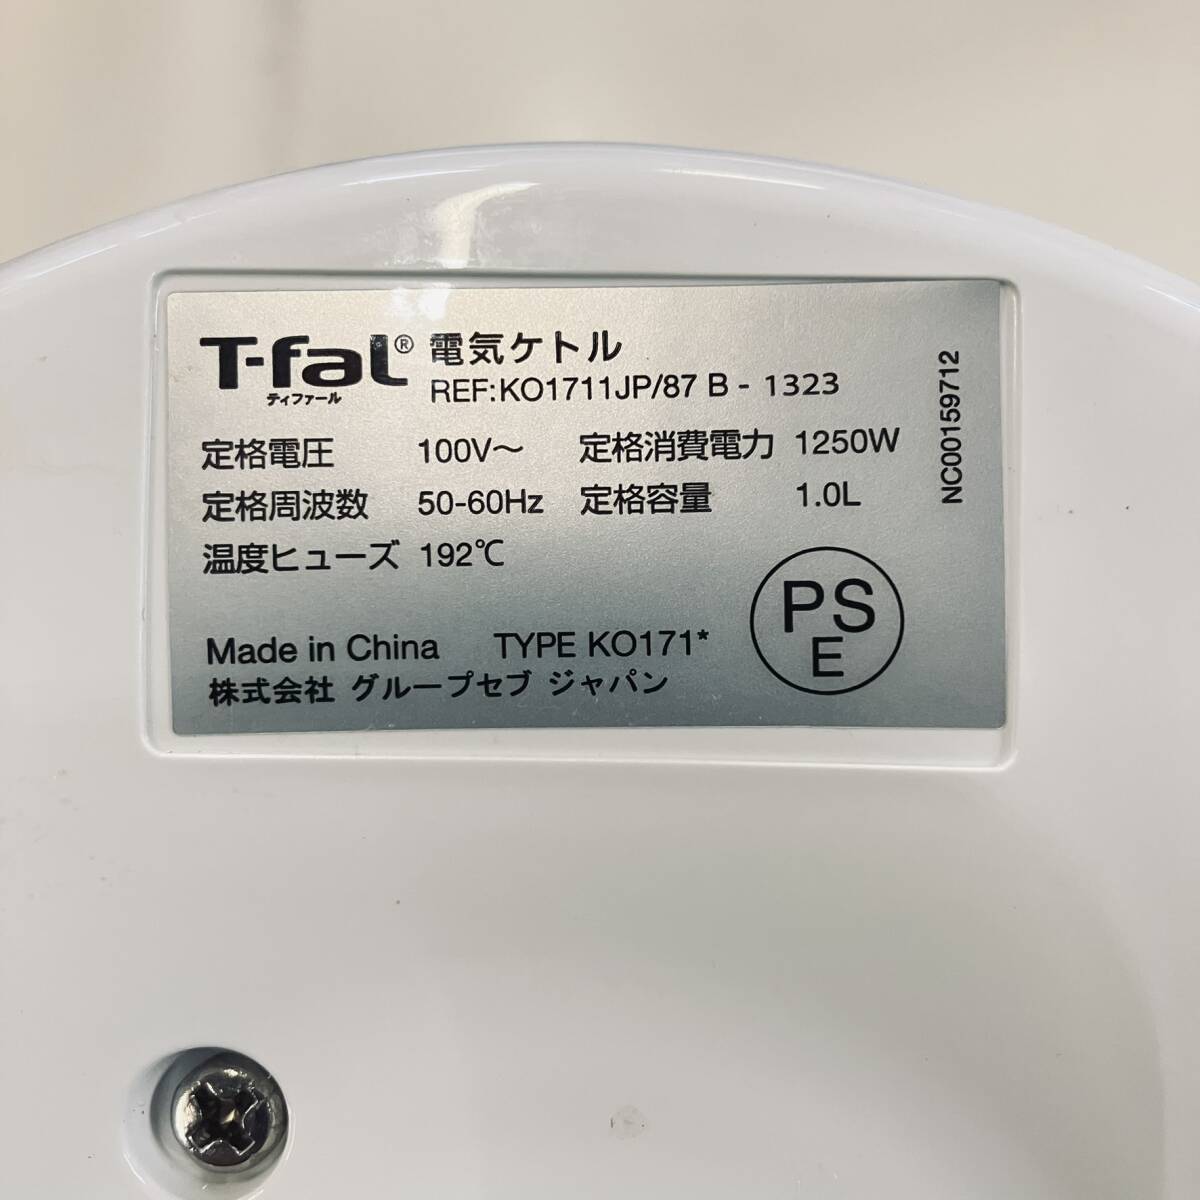 T-fal® 電気ケトル
ティファール
REF:KO1711JP/87 B - 1323
定格電圧 100V~ 定格消費電力 1250W
定格周波数 50-60Hz 定格容量 1.0L
温度ヒューズ 192℃
Made in China TYPE KO171*
株式会社 グループセブ ジャパン
PS
E
NC00159712